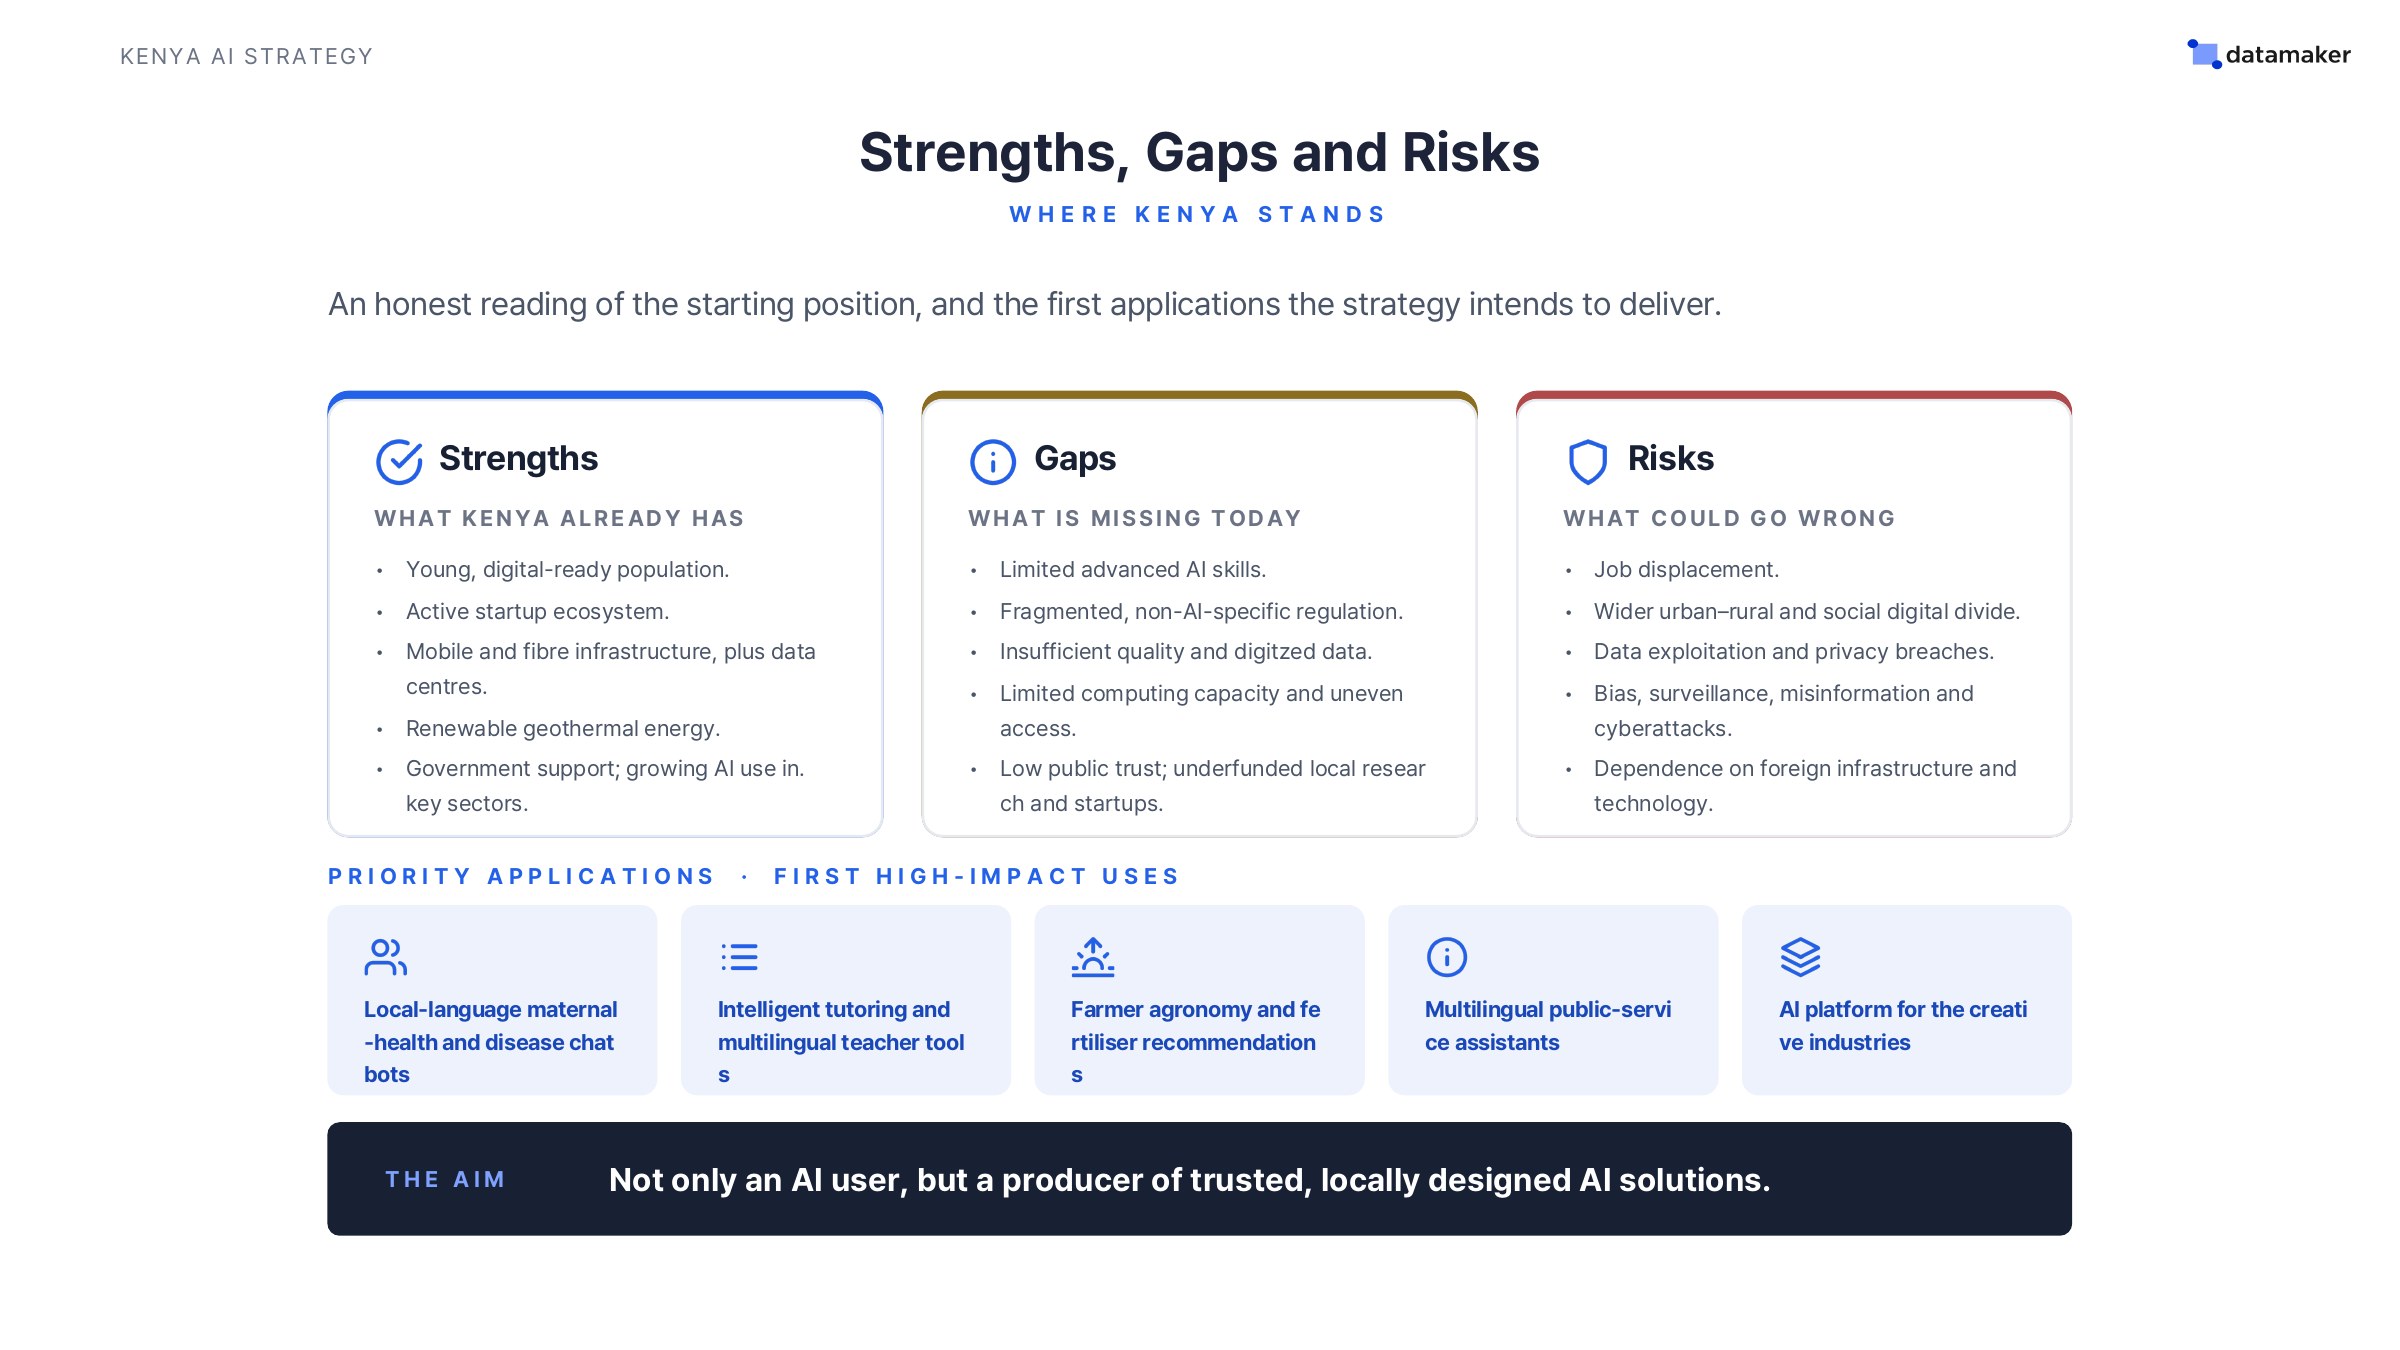 KENYA AI STRATEGY
datamaker
Strengths, Gaps and Risks
WHERE KENYA STANDS
An honest reading of the starting position, and the first applications the strategy intends to deliver.
Strengths
WHAT KENYA ALREADY HAS
• Young, digital-ready population.
• Active startup ecosystem.
• Mobile and fibre infrastructure, plus data
centres.
• Renewable geothermal energy.
• Government support; growing AI use in.
key sectors.
Gaps
WHAT IS MISSING TODAY
• Limited advanced AI skills.
• Fragmented, non-AI-specific regulation.
• Insufficient quality and digitzed data.
• Limited computing capacity and uneven
access.
• Low public trust; underfunded local resear
ch and startups.
Risks
WHAT COULD GO WRONG
• Job displacement.
• Wider urban–rural and social digital divide.
• Data exploitation and privacy breaches.
• Bias, surveillance, misinformation and
cyberattacks.
• Dependence on foreign infrastructure and
technology.
PRIORITY APPLICATIONS · FIRST HIGH-IMPACT USES
Local-language maternal
-health and disease chat
bots
Intelligent tutoring and
multilingual teacher tool
s
Farmer agronomy and fe
rtiliser recommendation
s
Multilingual public-servi
ce assistants
AI platform for the creati
ve industries
THE AIM
Not only an AI user, but a producer of trusted, locally designed AI solutions.